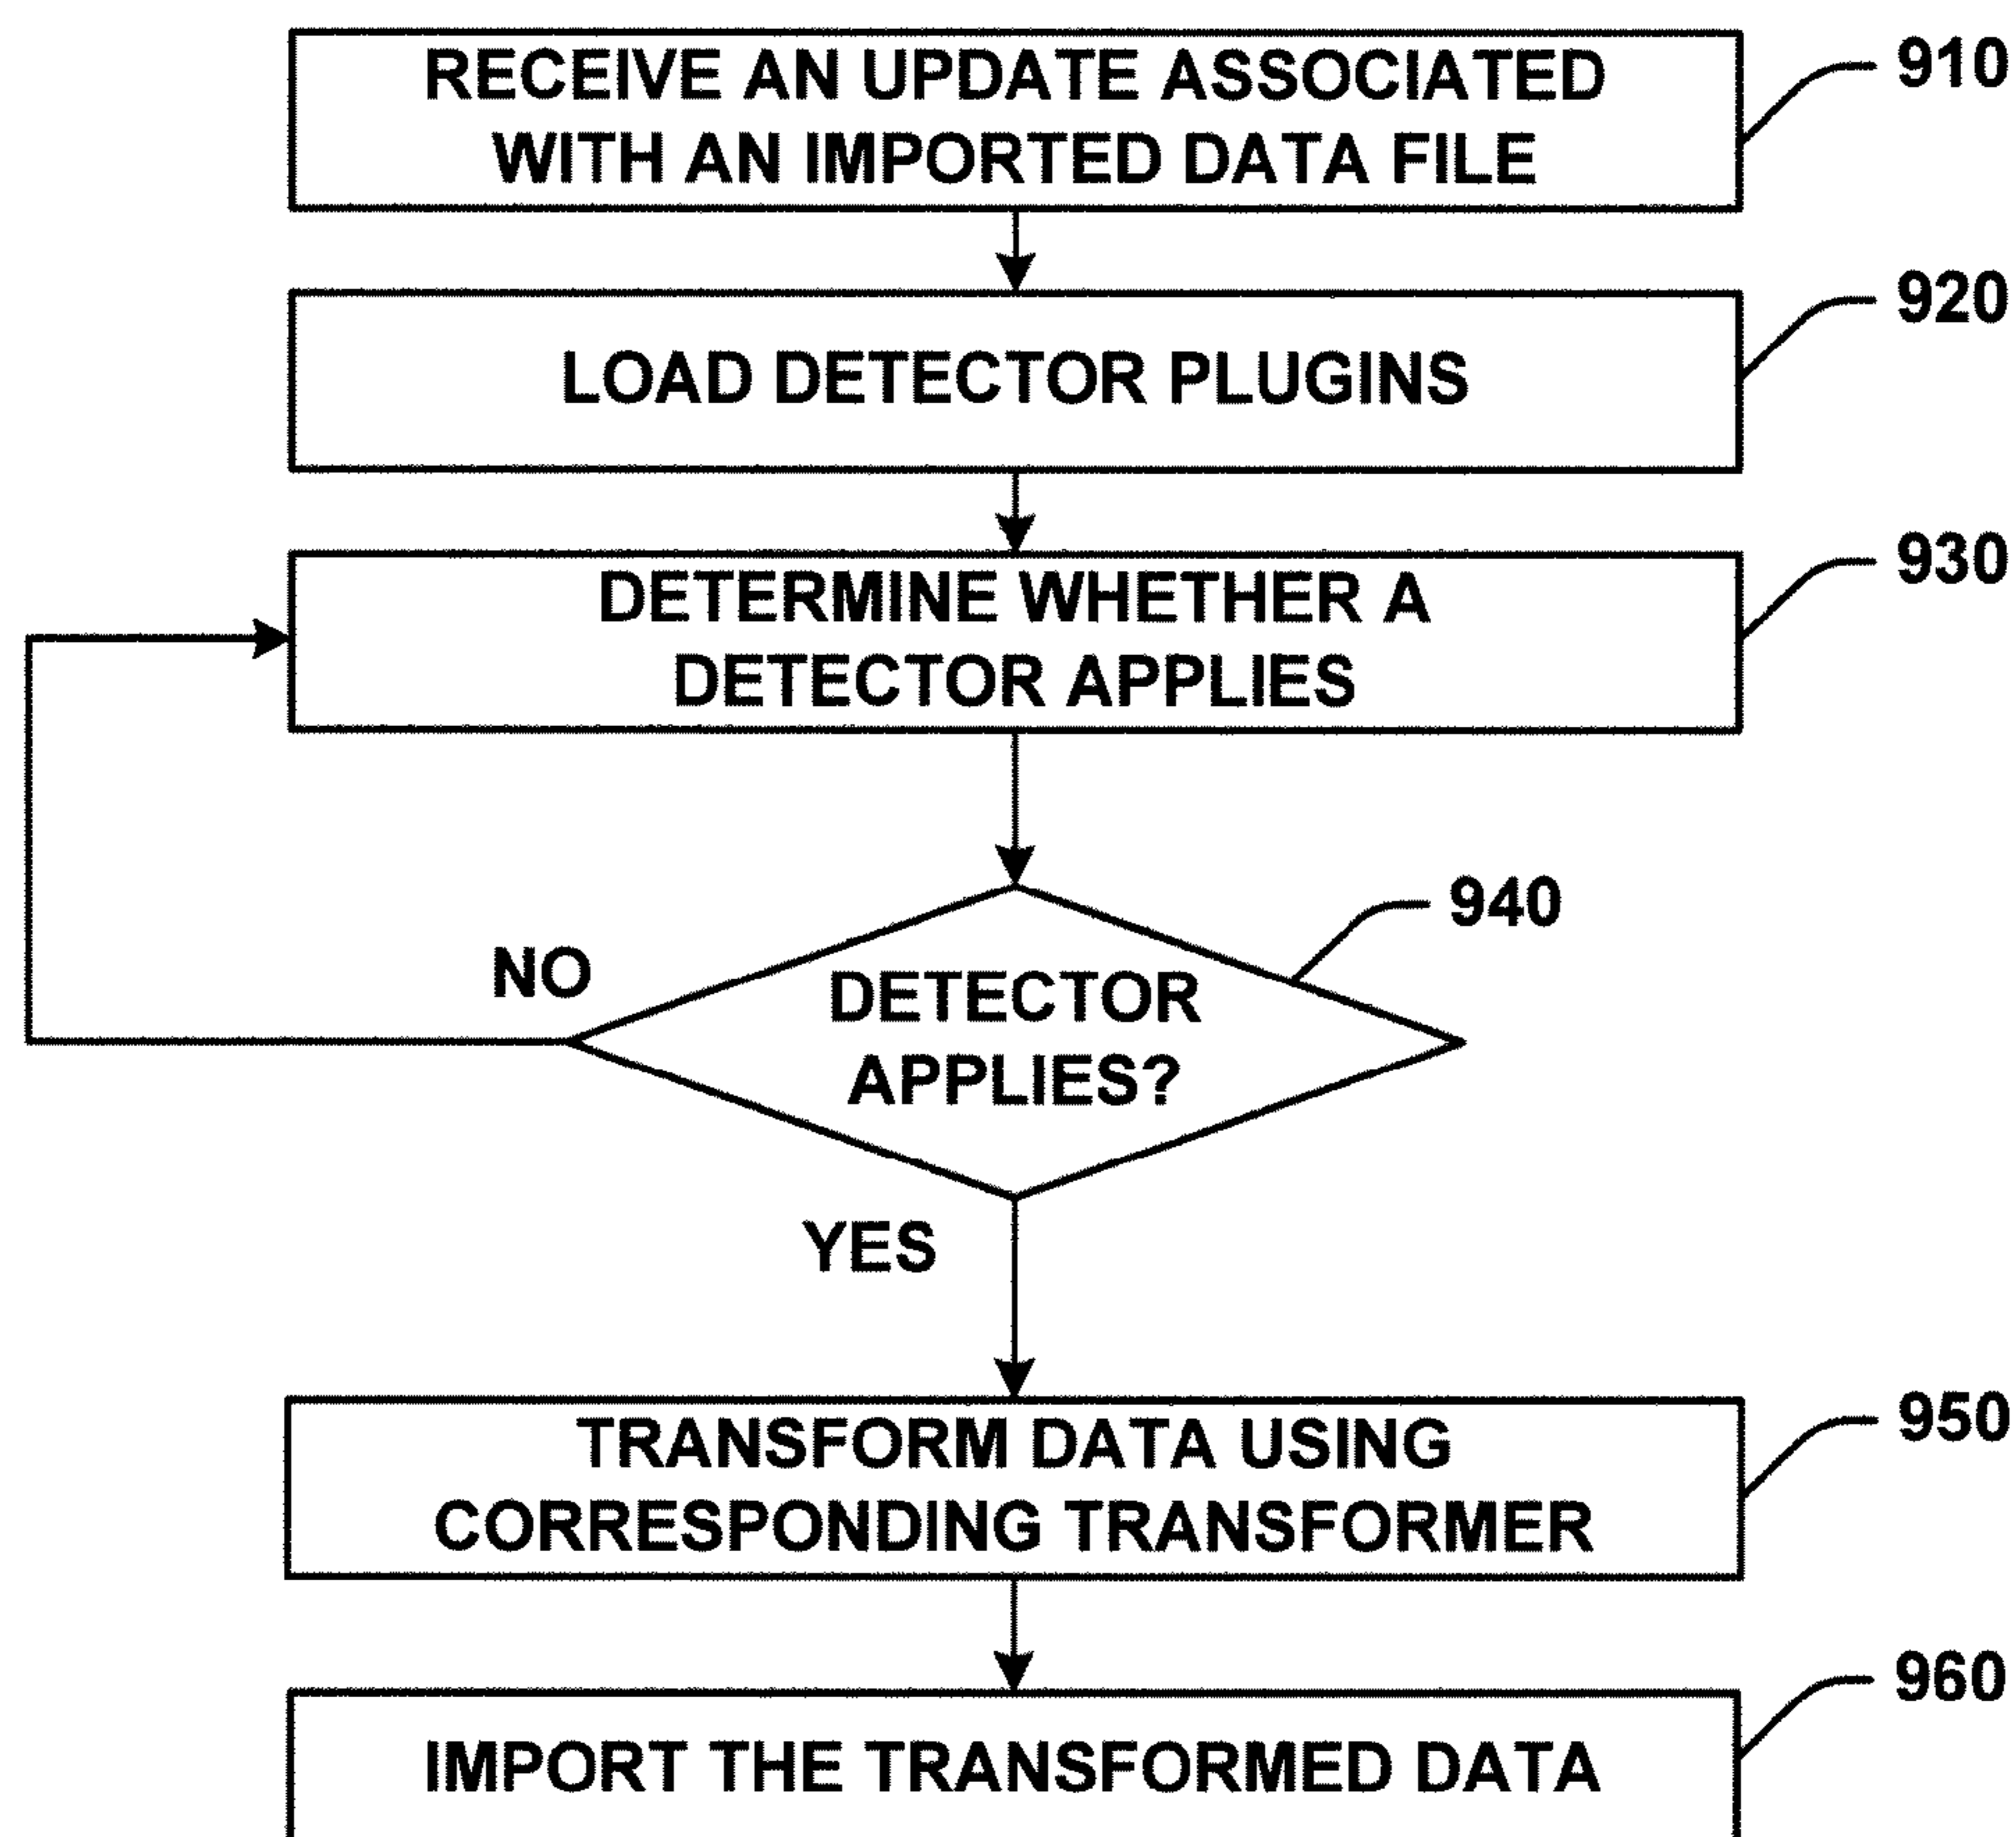 RECEIVE AN UPDATE ASSOCIATED
WITH AN IMPORTED DATA FILE
910
LOAD DETECTOR PLUGINS
920
DETERMINE WHETHER A
DETECTOR APPLIES
930
DETECTOR
APPLIES?
940
NO
YES
TRANSFORM DATA USING
CORRESPONDING TRANSFORMER
950
IMPORT THE TRANSFORMED DATA
960